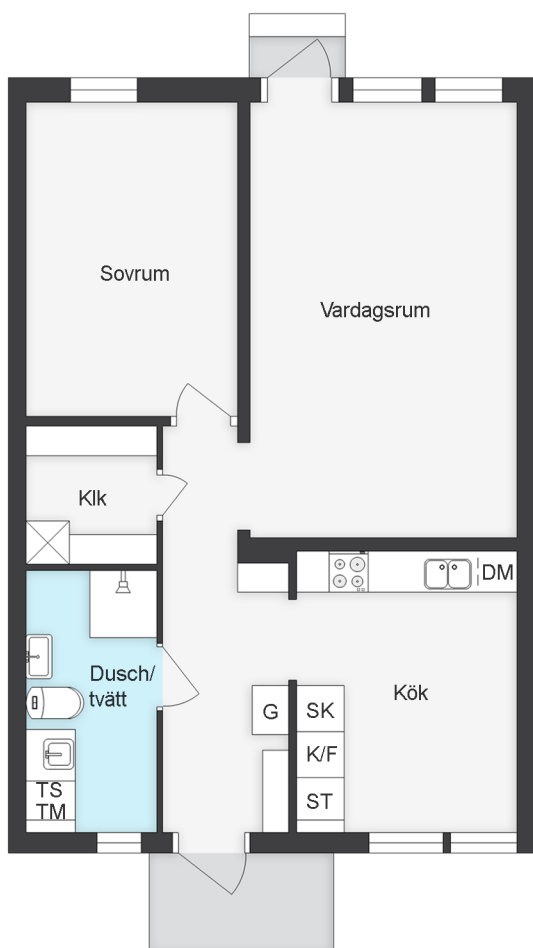 Sovrum
Vardagsrum
Klk
DM
Dusch/
tvätt
Kök
G
SK
K/F
ST
TS
TM